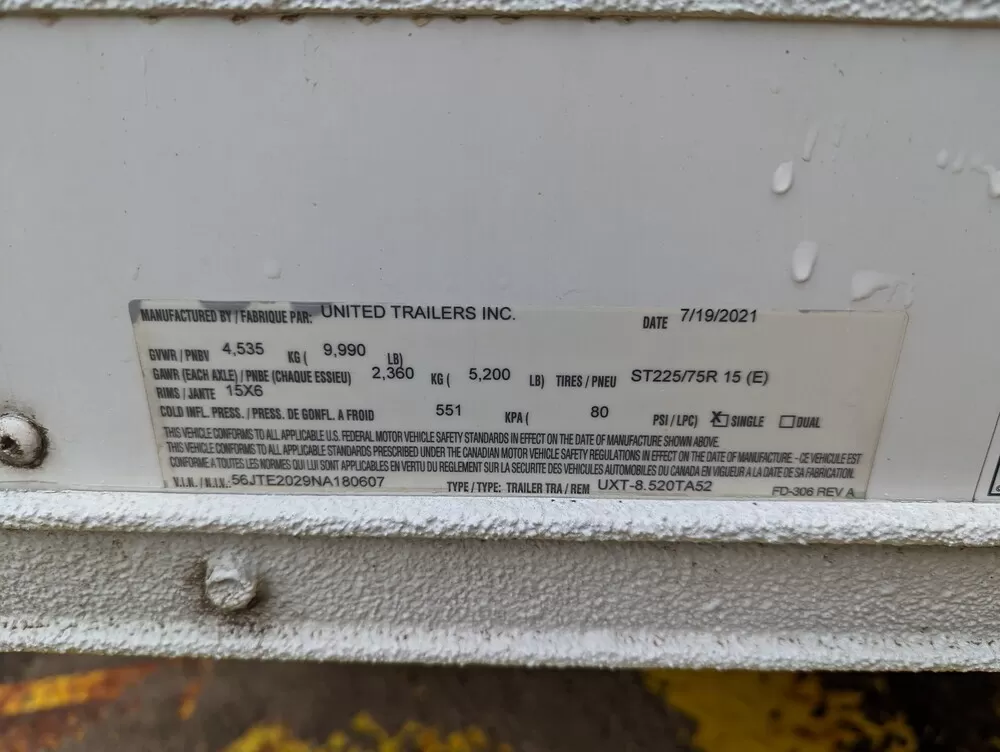 MANUFACTURED BY / FABRIQUE PAR: UNITED TRAILERS INC. DATE 7/19/2021
GVWR / PNBV 4,535 KG ( 9,990 LB)
GAWR (EACH AXLE) / PNBE (CHAQUE ESSIEU) 2,360 KG ( 5,200 LB) TIRES / PNEU ST225/75R 15 (E)
RIMS / JANTE 15X6
COLD INFL. PRESS. / PRESS. DE GONFL. A FROID 551 KPA ( 80 PSI / LPC) X SINGLE DUAL
THIS VEHICLE CONFORMS TO ALL APPLICABLE U.S. FEDERAL MOTOR VEHICLE SAFETY STANDARDS IN EFFECT ON THE DATE OF MANUFACTURE SHOWN ABOVE.
THIS VEHICLE CONFORMS TO ALL APPLICABLE STANDARDS PRESCRIBED UNDER THE CANADIAN MOTOR VEHICLE SAFETY REGULATIONS IN EFFECT ON THE DATE OF MANUFACTURE - CE VEHICULE EST
CONFORME A TOUTES LES NORMES QUI LUI SONT APPLICABLES EN VERTU DU REGLEMENT SUR LA SECURITE DES VEHICULES AUTOMOBILES DU CANADA EN VIGUEUR A LA DATE DE SA FABRICATION.
V.I.N. / N.I.V.: 56JTE2029NA180607 TYPE / TYPE: TRAILER TRA / REM UXT-8.520TA52 FD-306 REV A